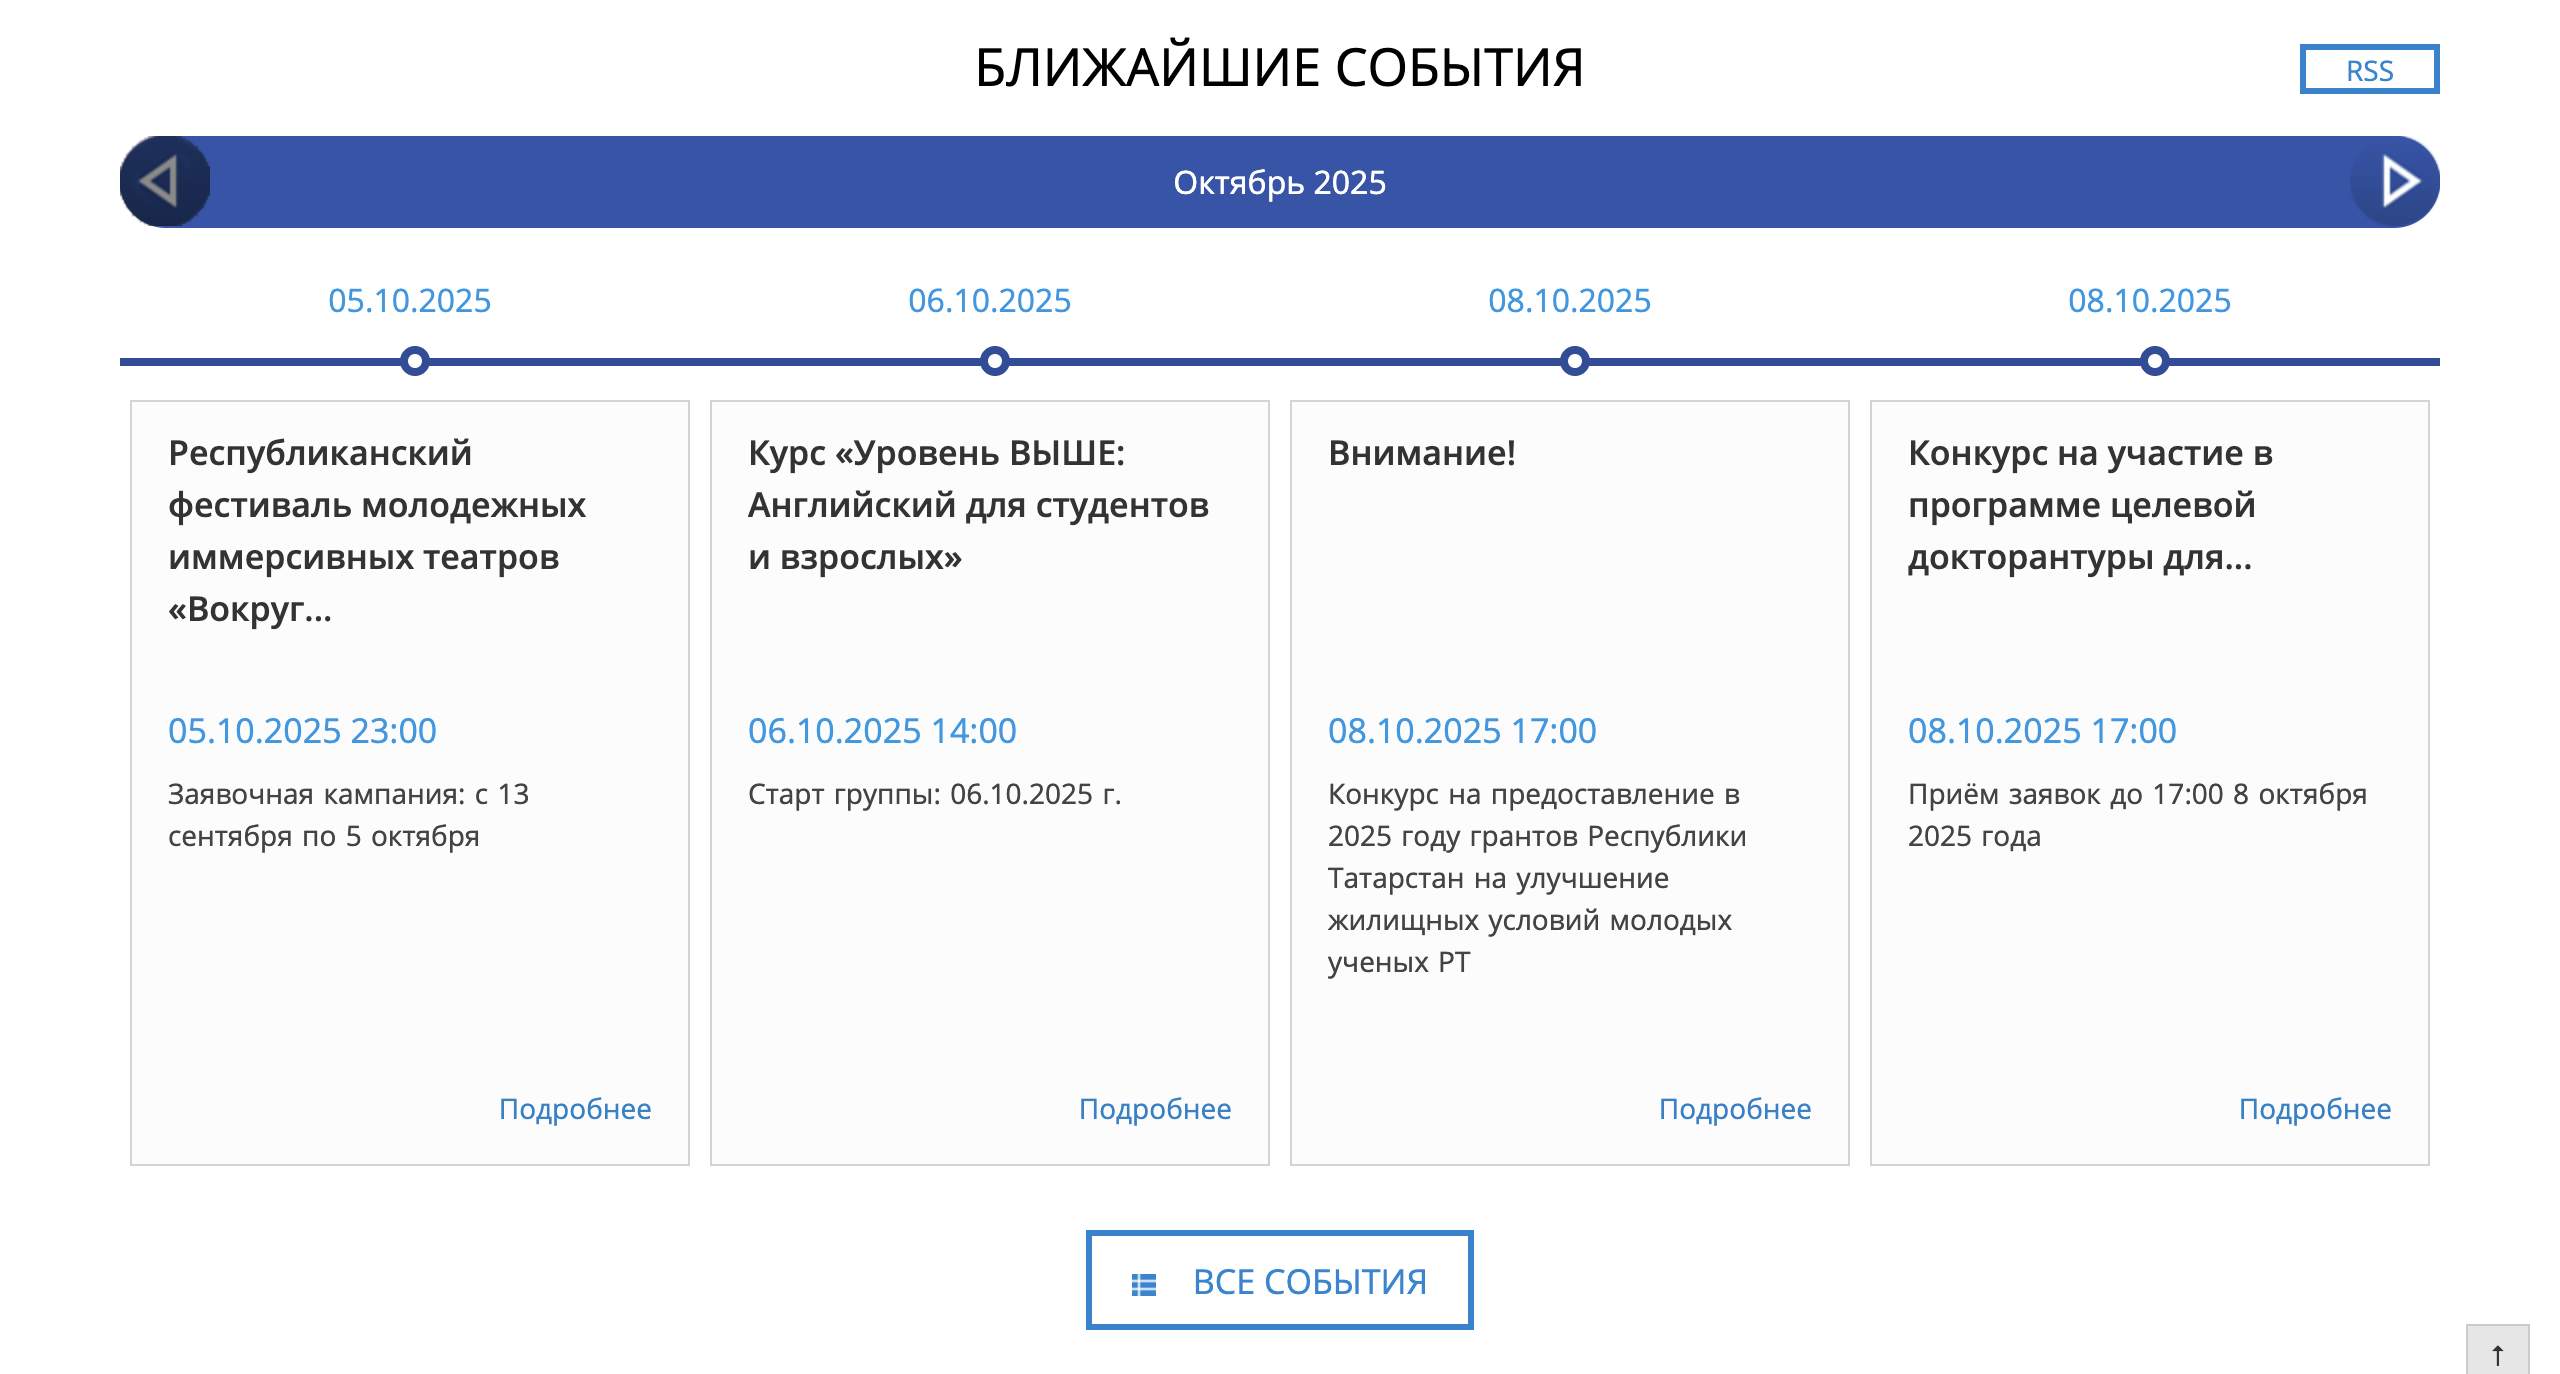 БЛИЖАЙШИЕ СОБЫТИЯ
RSS
Октябрь 2025
05.10.2025
06.10.2025
08.10.2025
08.10.2025
Республиканский
фестиваль молодежных
иммерсивных театров
«Вокруг...
05.10.2025 23:00
Заявочная кампания: с 13
сентября по 5 октября
Подробнее
Курс «Уровень ВЫШЕ:
Английский для студентов
и взрослых»
06.10.2025 14:00
Старт группы: 06.10.2025 г.
Подробнее
Внимание!
08.10.2025 17:00
Конкурс на предоставление в
2025 году грантов Республики
Татарстан на улучшение
жилищных условий молодых
ученых РТ
Подробнее
Конкурс на участие в
программе целевой
докторантуры для...
08.10.2025 17:00
Приём заявок до 17:00 8 октября
2025 года
Подробнее
ВСЕ СОБЫТИЯ
↑